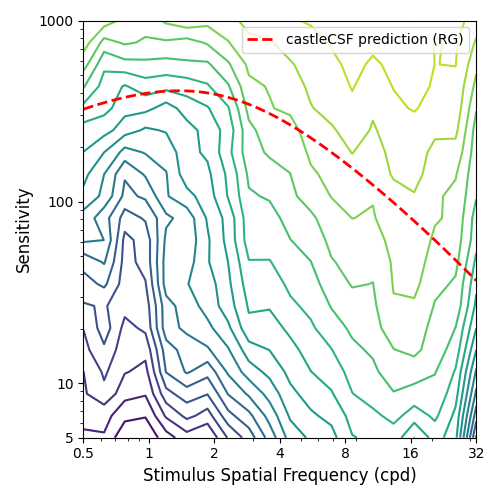 1000
castleCSF prediction (RG)
100
10
5
Sensitivity
0.5 1 2 4 8 16 32
Stimulus Spatial Frequency (cpd)